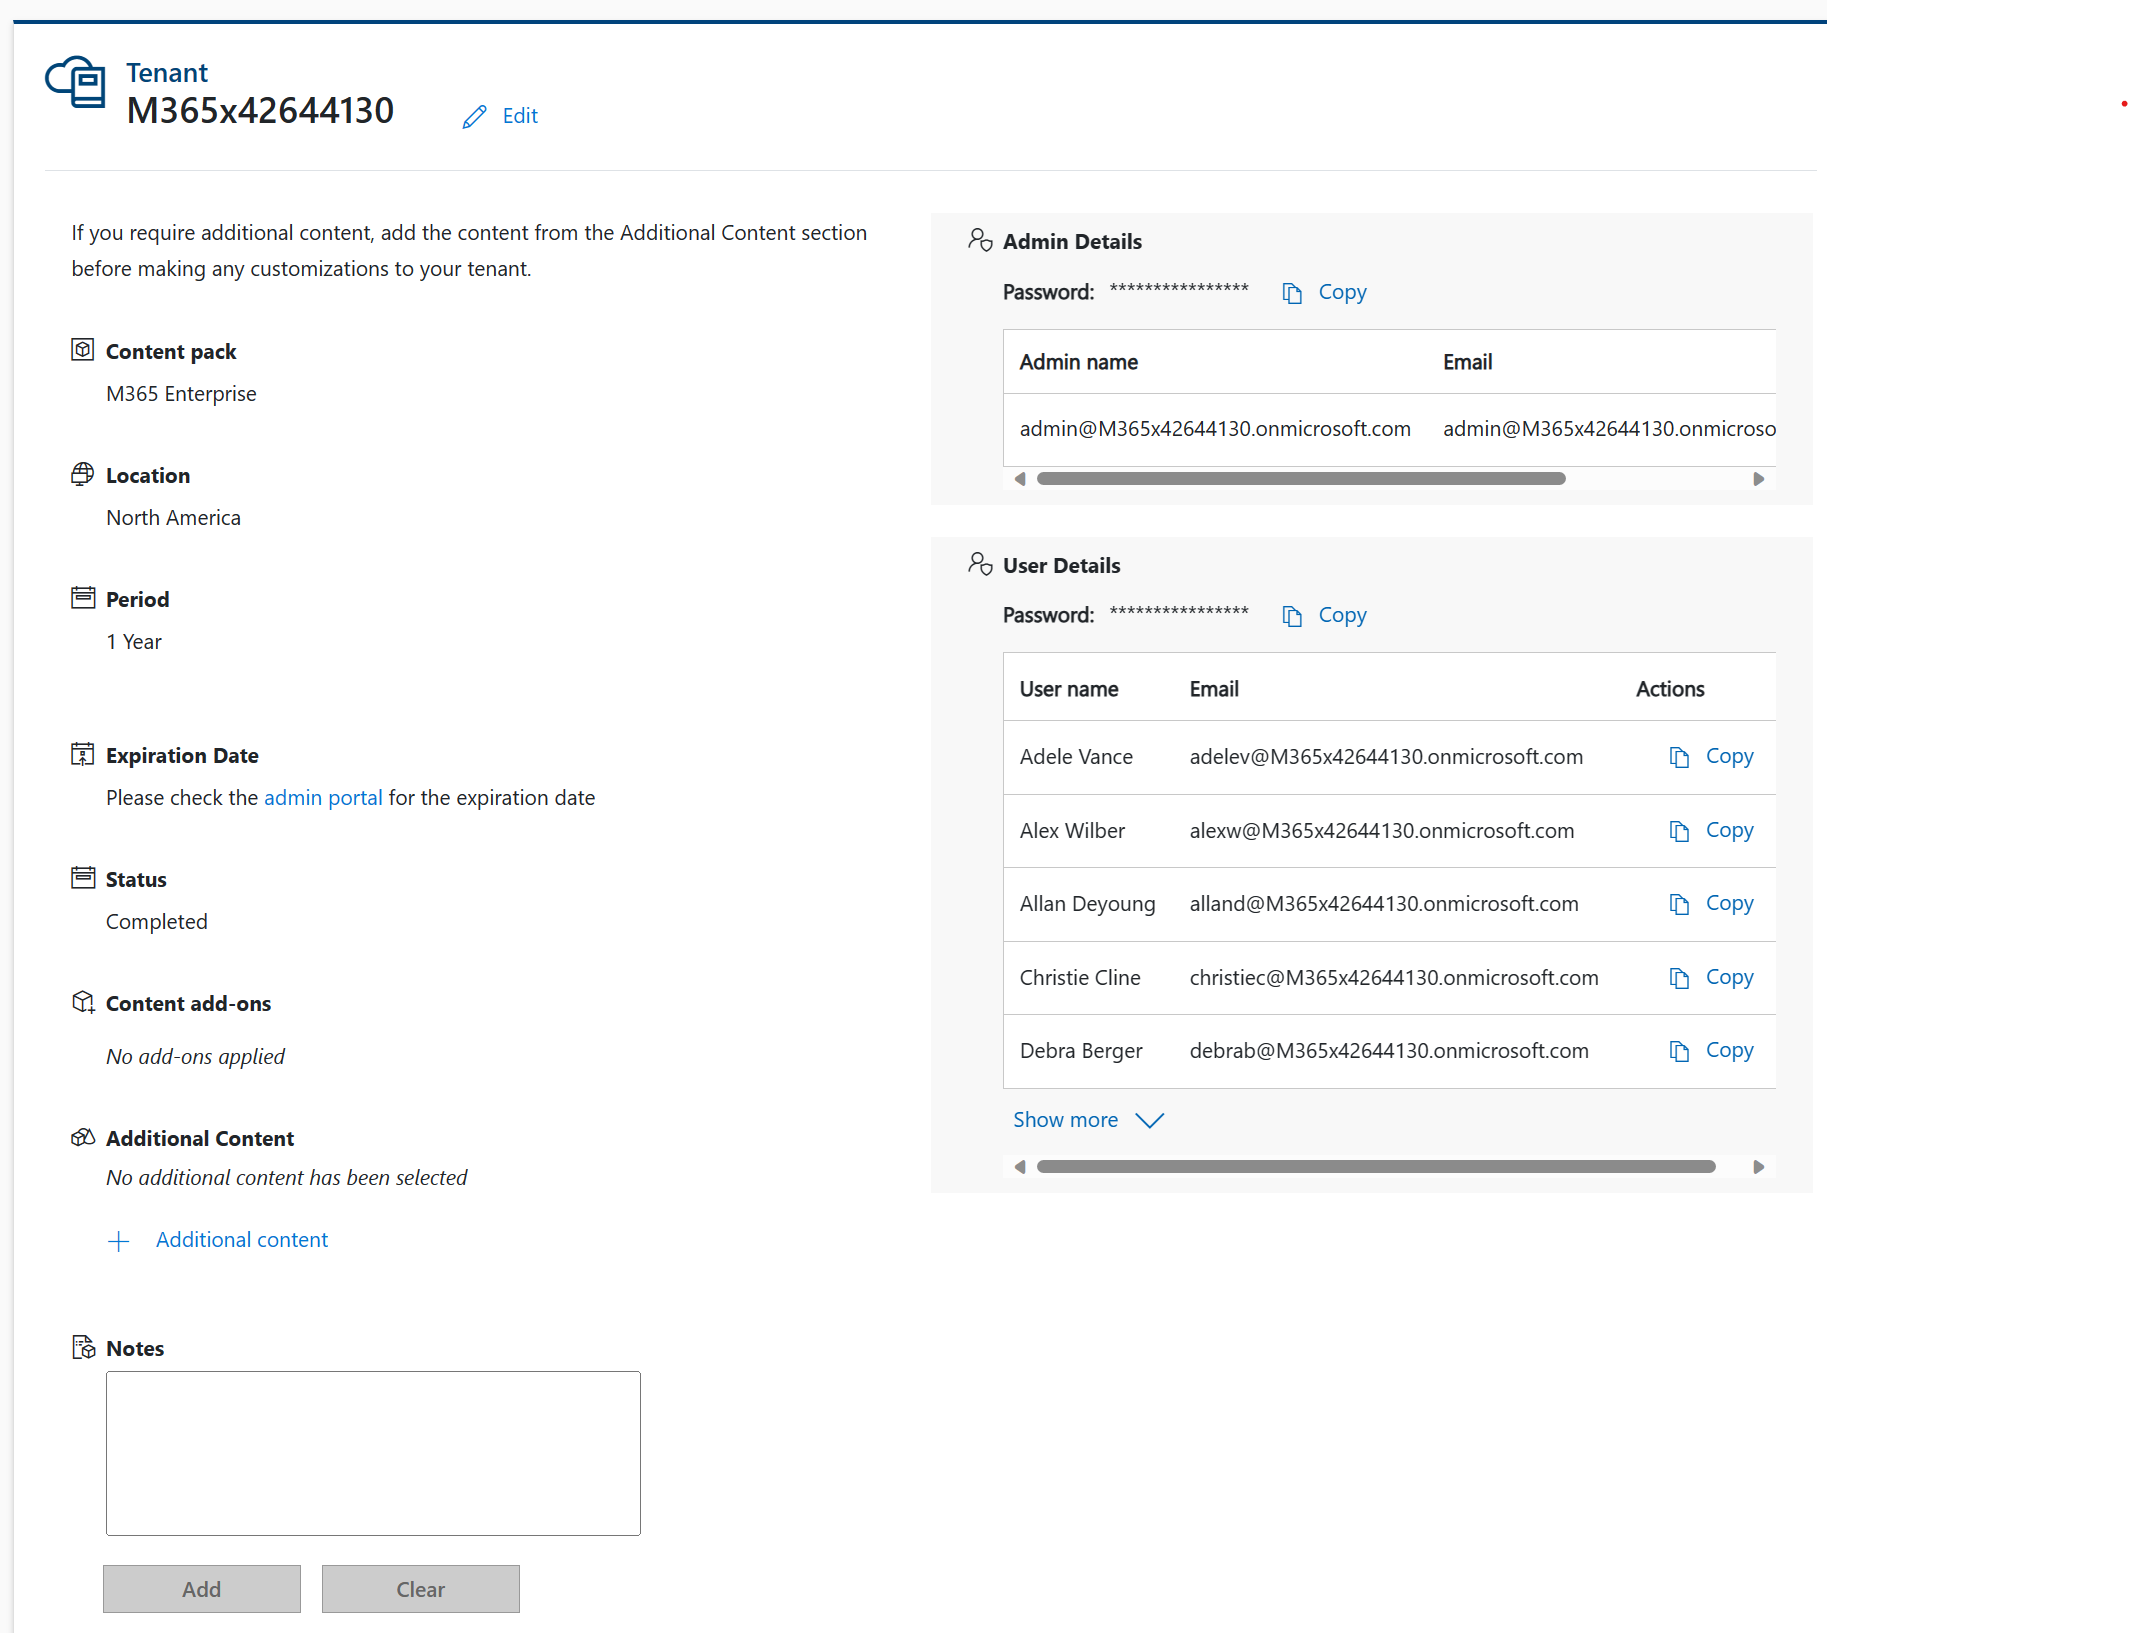 Tenant
M365x42644130
Edit
If you require additional content, add the content from the Additional Content section
before making any customizations to your tenant.
Content pack
M365 Enterprise
Location
North America
Period
1 Year
Expiration Date
Please check the admin portal for the expiration date
Status
Completed
Content add-ons
No add-ons applied
Additional Content
No additional content has been selected
Additional content
Notes
Add Clear
Admin Details
Password: **************** Copy
Admin name Email
admin@M365x42644130.onmicrosoft.com admin@M365x42644130.onmicroso
User Details
Password: **************** Copy
User name Email Actions
Adele Vance adelev@M365x42644130.onmicrosoft.com Copy
Alex Wilber alexw@M365x42644130.onmicrosoft.com Copy
Allan Deyoung alland@M365x42644130.onmicrosoft.com Copy
Christie Cline christiec@M365x42644130.onmicrosoft.com Copy
Debra Berger debrab@M365x42644130.onmicrosoft.com Copy
Show more